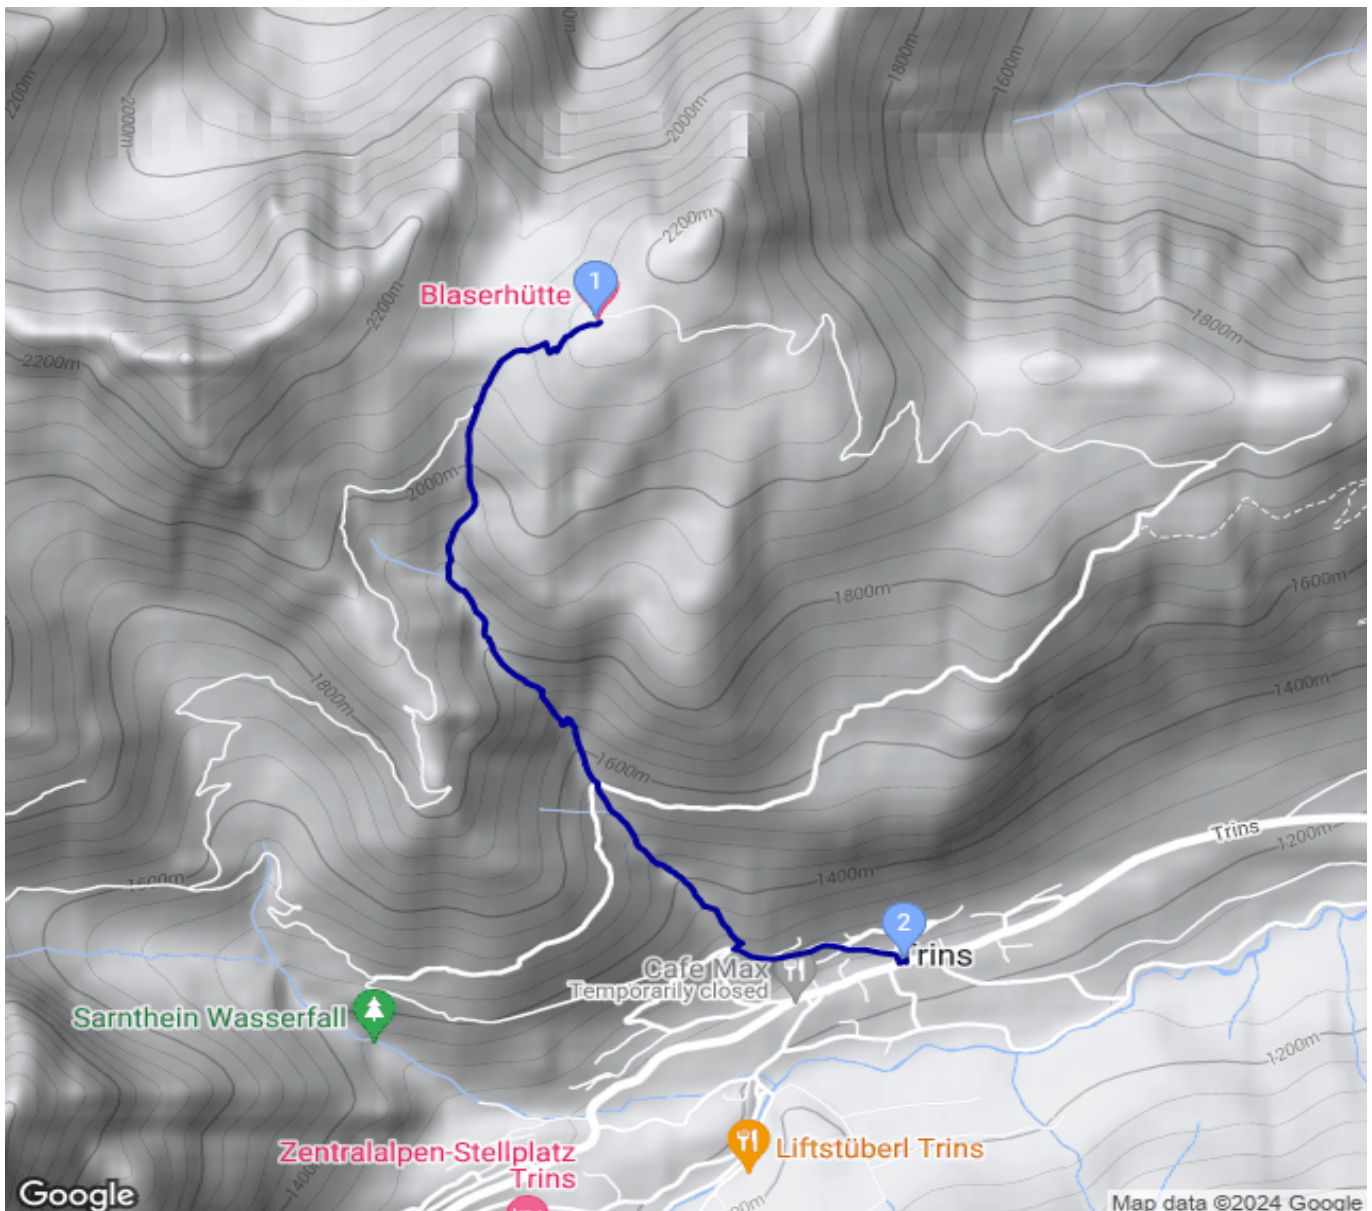 2000m
1800m
1600m
2200m
2000m
2000m
2200m
1
Blaserhütte
2200m
1800m
2200m
2000m
1600m
1800m
1400m
1800m
1600m
Trins
1200m
1400m
1600m
2
Trins
Cafe Max
Temporarily closed
Sarnthein Wasserfall
1200m
Zentralalpen-Stellplatz
Trins
Liftstüberl Trins
1400m
Google
Map data ©2024 Google